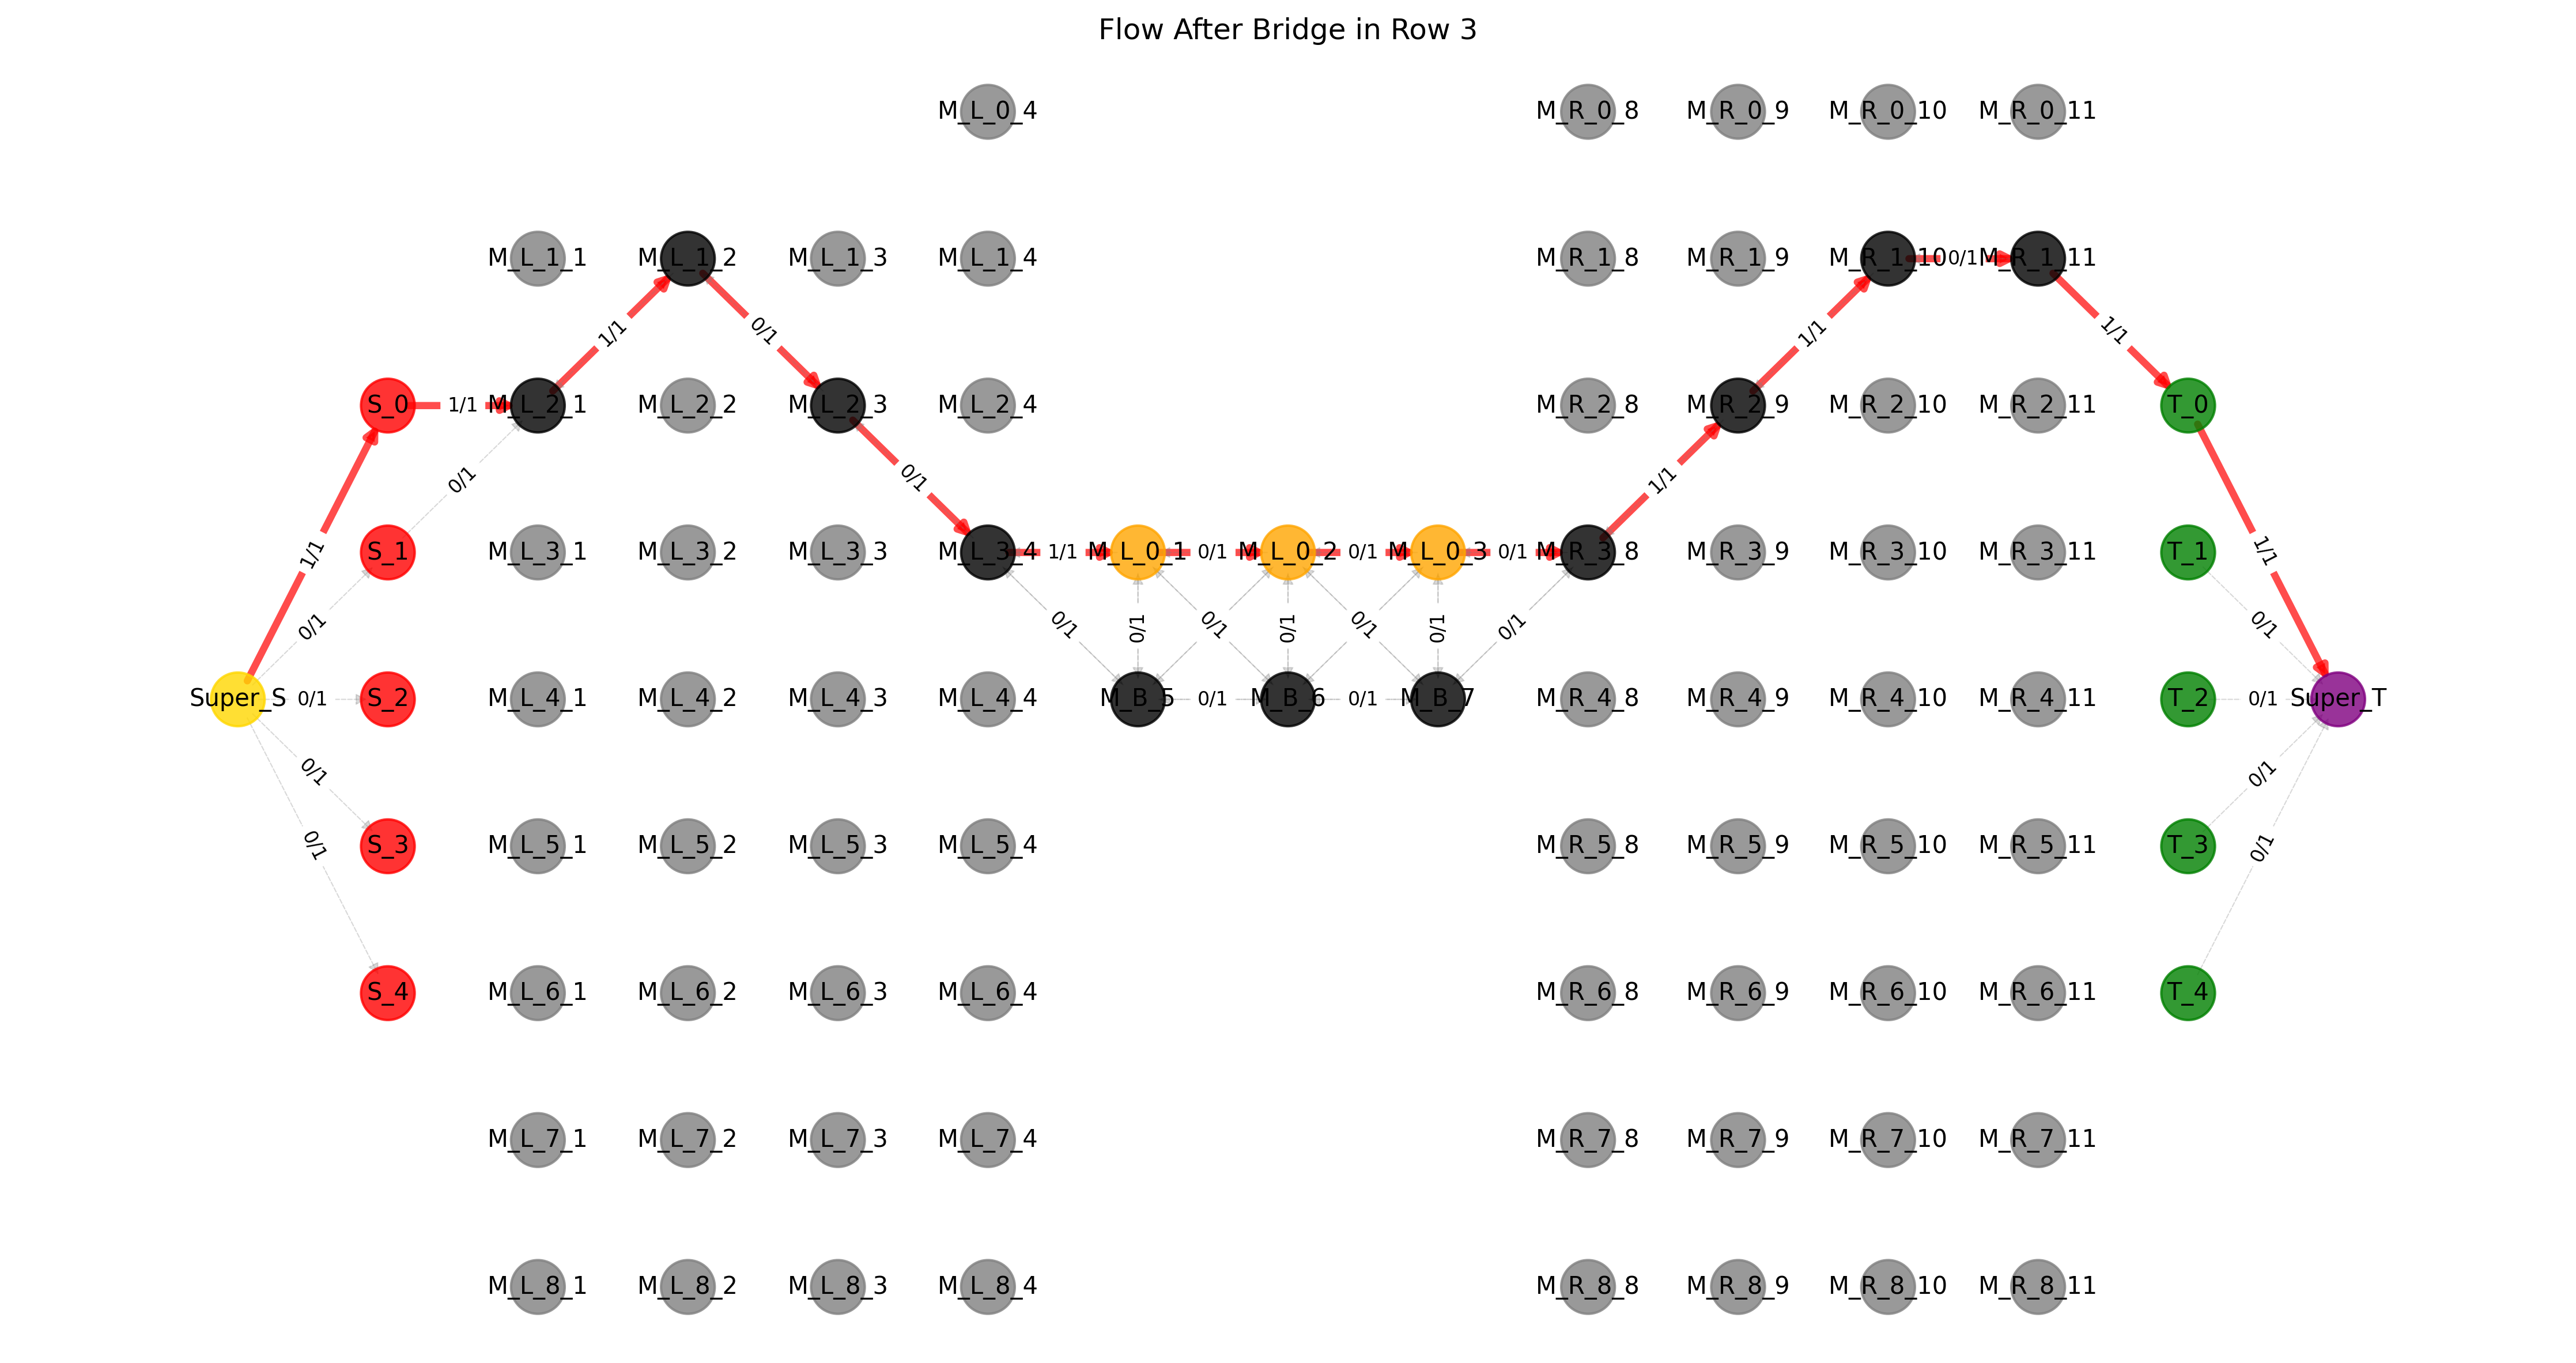 Flow After Bridge in Row 3
M_L_0_4 M_R_0_8 M_R_0_9 M_R_0_10 M_R_0_11
M_L_1_1 M_L_1_2 M_L_1_3 M_L_1_4 M_R_1_8 M_R_1_9 M_R_1_10 0/1 M_R_1_11
1/1 0/1 1/1 1/1
S_0 1/1 M_L_2_1 M_L_2_2 M_L_2_3 M_L_2_4 M_R_2_8 M_R_2_9 M_R_2_10 M_R_2_11 T_0
0/1 0/1 1/1
1/1 S_1 M_L_3_1 M_L_3_2 M_L_3_3 M_L_3_4 1/1 M_L_0_1 0/1 M_L_0_2 0/1 M_L_0_3 0/1 M_R_3_8 M_R_3_9 M_R_3_10 M_R_3_11 T_1 1/1
0/1 0/1 0/1 0/1 0/1 0/1 0/1 0/1 0/1
Super_S 0/1 S_2 M_L_4_1 M_L_4_2 M_L_4_3 M_L_4_4 M_B_5 0/1 M_B_6 0/1 M_B_7 M_R_4_8 M_R_4_9 M_R_4_10 M_R_4_11 T_2 0/1 Super_T
0/1 0/1
0/1 S_3 M_L_5_1 M_L_5_2 M_L_5_3 M_L_5_4 M_R_5_8 M_R_5_9 M_R_5_10 M_R_5_11 T_3 0/1
S_4 M_L_6_1 M_L_6_2 M_L_6_3 M_L_6_4 M_R_6_8 M_R_6_9 M_R_6_10 M_R_6_11 T_4
M_L_7_1 M_L_7_2 M_L_7_3 M_L_7_4 M_R_7_8 M_R_7_9 M_R_7_10 M_R_7_11
M_L_8_1 M_L_8_2 M_L_8_3 M_L_8_4 M_R_8_8 M_R_8_9 M_R_8_10 M_R_8_11